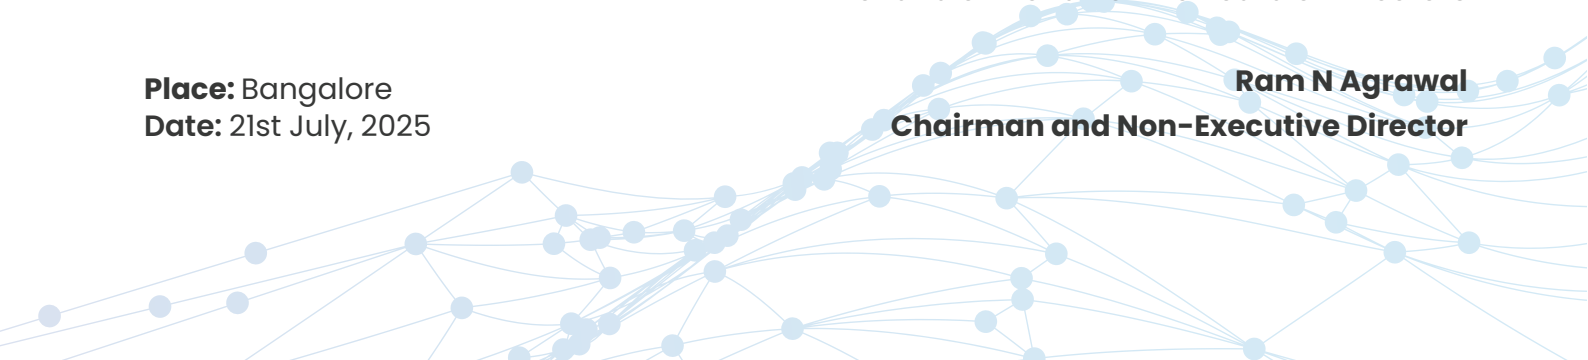 Place: Bangalore
Date: 21st July, 2025
Ram N Agrawal
Chairman and Non-Executive Director